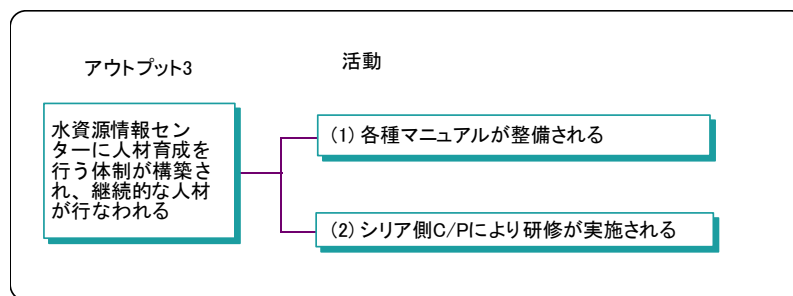 アウトプット3
活動
水資源情報セン
ターに人材育成を
行う体制が構築さ
れ、継続的な人材
が行なわれる
(1) 各種マニュアルが整備される
(2) シリア側C/Pにより研修が実施される